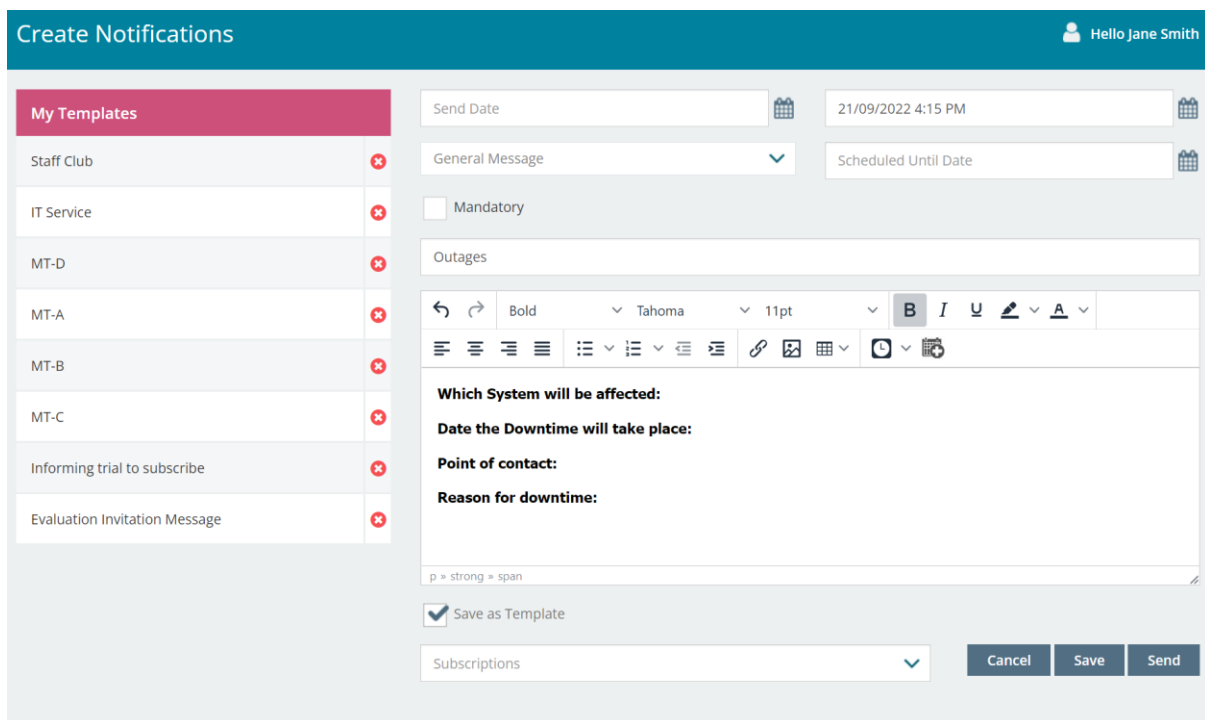 Create Notifications
Hello Jane Smith
My Templates
Staff Club
IT Service
MT-D
MT-A
MT-B
MT-C
Informing trial to subscribe
Evaluation Invitation Message
Send Date
21/09/2022 4:15 PM
General Message
Scheduled Until Date
Mandatory
Outages
Bold Tahoma 11pt B I U A
Which System will be affected:
Date the Downtime will take place:
Point of contact:
Reason for downtime:
p » strong » span
Save as Template
Subscriptions
Cancel Save Send